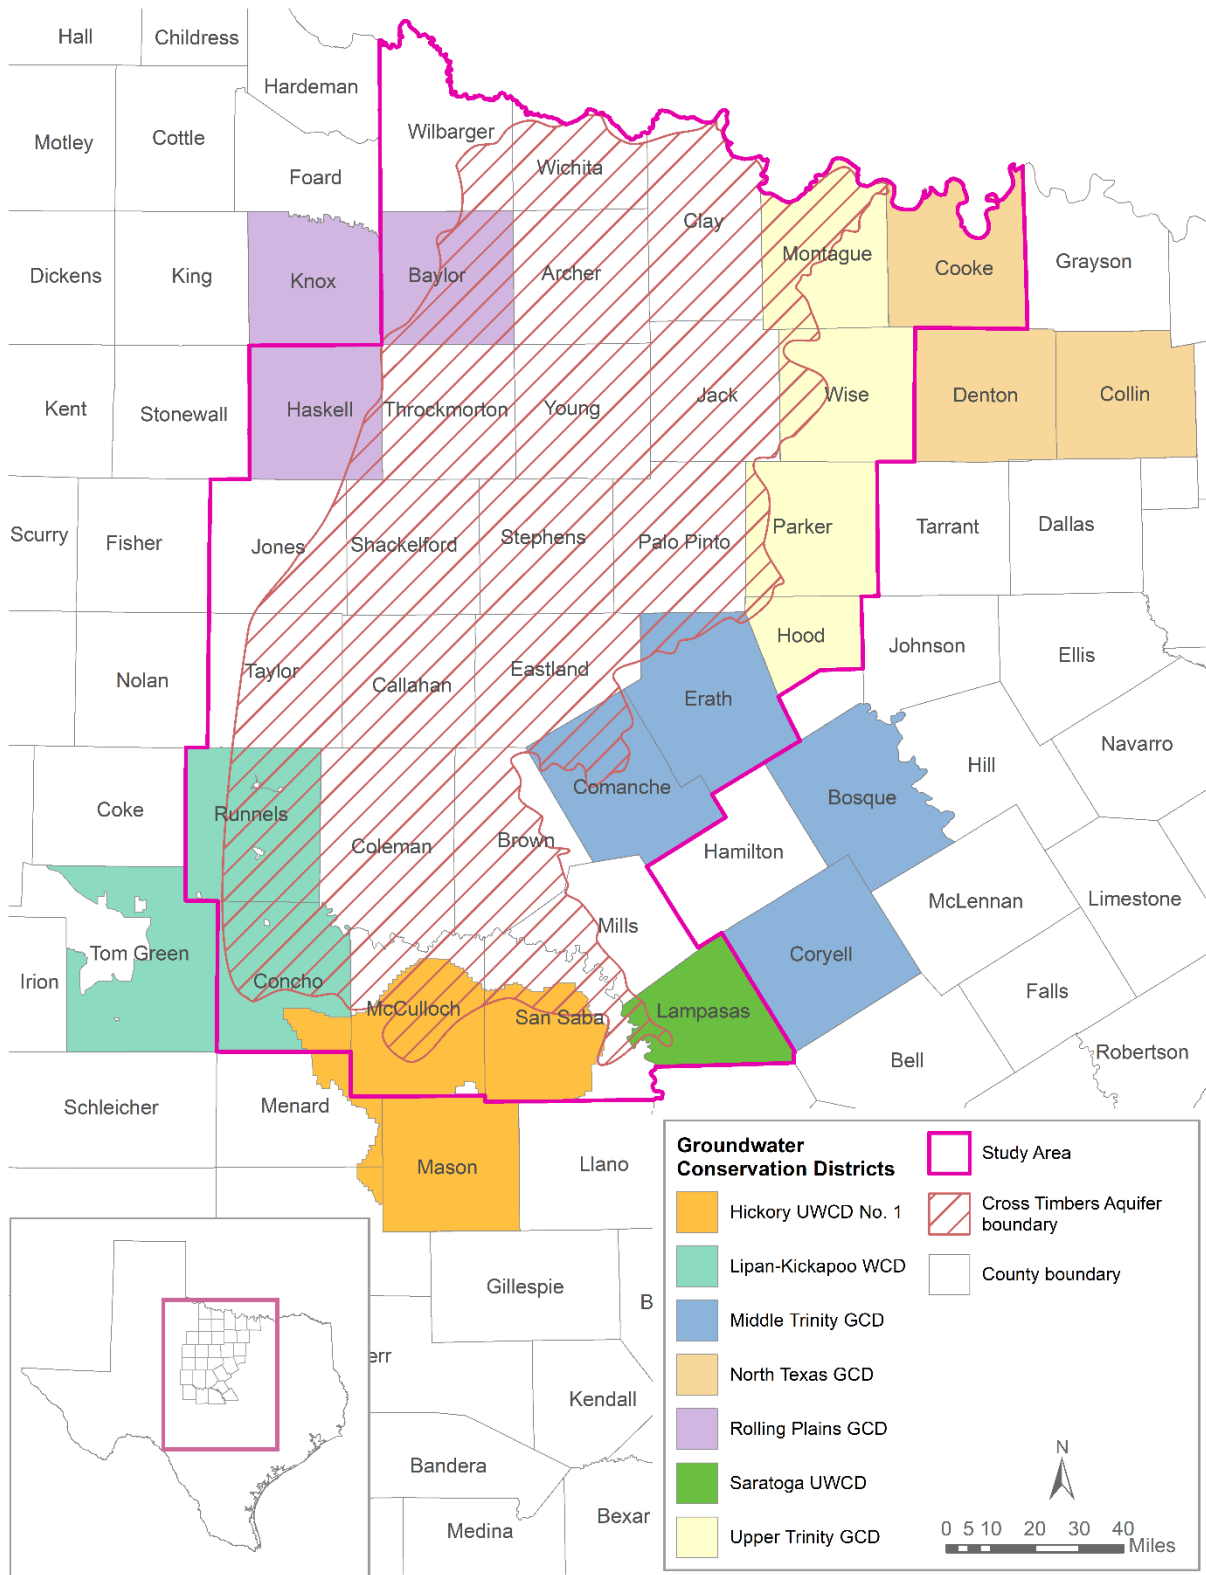 Hall
Childress
Hardeman
Motley
Cottle
Wilbarger
Foard
Wichita
Clay
Dickens
King
Knox
Baylor
Archer
Montague
Cooke
Grayson
Kent
Stonewall
Haskell
Throckmorton
Young
Jack
Wise
Denton
Collin
Scurry
Fisher
Jones
Shackelford
Stephens
Palo Pinto
Parker
Tarrant
Dallas
Nolan
Taylor
Callahan
Eastland
Erath
Hood
Johnson
Ellis
Coke
Runnels
Coleman
Brown
Comanche
Hamilton
Bosque
Hill
Navarro
Tom Green
Irion
Concho
McCulloch
San Saba
Mills
Lampasas
Coryell
McLennan
Limestone
Falls
Bell
Robertson
Schleicher
Menard
Mason
Llano
Gillespie
B
err
Kendall
Bandera
Medina
Bexar
Groundwater
Conservation Districts
Hickory UWCD No. 1
Lipan-Kickapoo WCD
Middle Trinity GCD
North Texas GCD
Rolling Plains GCD
Saratoga UWCD
Upper Trinity GCD
Study Area
Cross Timbers Aquifer
boundary
County boundary
N
0 5 10 20 30 40
Miles